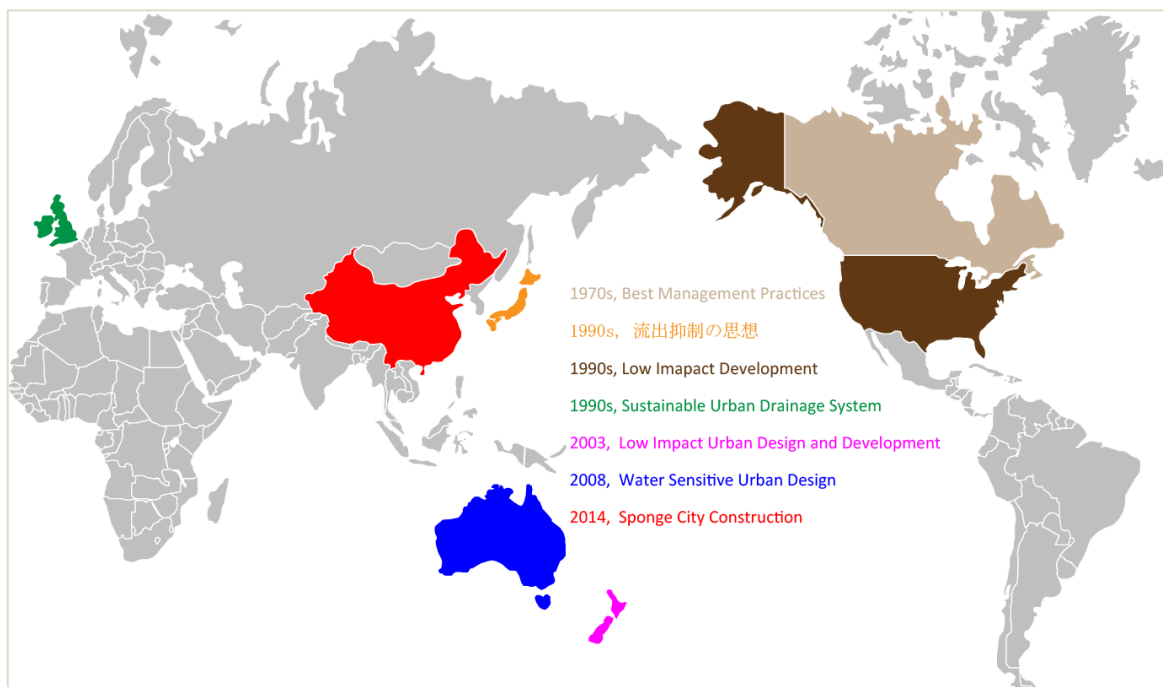 1970s, Best Management Practices
1990s, 流出抑制の思想
1990s, Low Imapact Development
1990s, Sustainable Urban Drainage System
2003, Low Impact Urban Design and Development
2008, Water Sensitive Urban Design
2014, Sponge City Construction